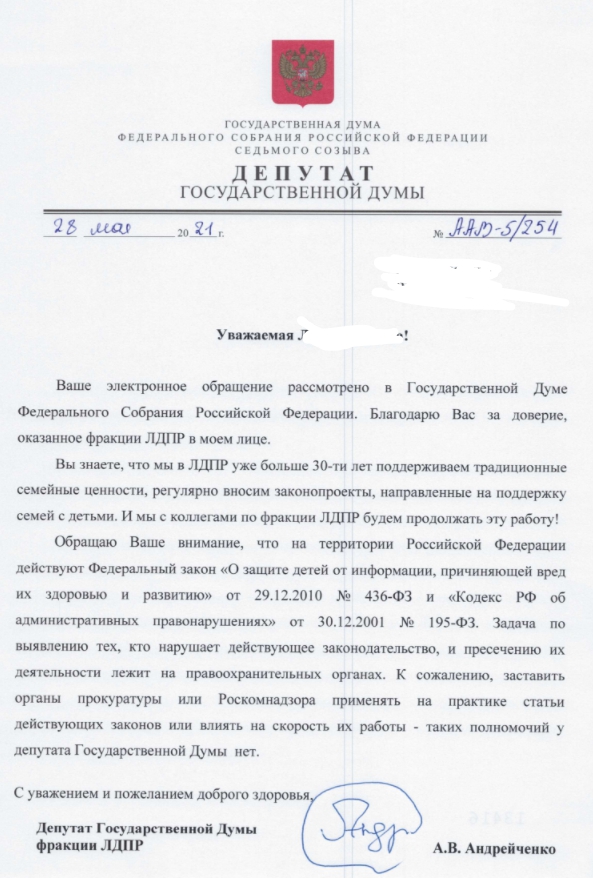 ГОСУДАРСТВЕННАЯ ДУМА
ФЕДЕРАЛЬНОГО СОБРАНИЯ РОССИЙСКОЙ ФЕДЕРАЦИИ
СЕДЬМОГО СОЗЫВА
ДЕПУТАТ
ГОСУДАРСТВЕННОЙ ДУМЫ
28 мая 2021 г. № ААВ-5/254
Уважаемая Л !
Ваше электронное обращение рассмотрено в Государственной Думе
Федерального Собрания Российской Федерации. Благодарю Вас за доверие,
оказанное фракции ЛДПР в моем лице.
Вы знаете, что мы в ЛДПР уже больше 30-ти лет поддерживаем традиционные
семейные ценности, регулярно вносим законопроекты, направленные на поддержку
семей с детьми. И мы с коллегами по фракции ЛДПР будем продолжать эту работу!
Обращаю Ваше внимание, что на территории Российской Федерации
действуют Федеральный закон «О защите детей от информации, причиняющей вред
их здоровью и развитию» от 29.12.2010 № 436-ФЗ и «Кодекс РФ об
административных правонарушениях» от 30.12.2001 № 195-ФЗ. Задача по
выявлению тех, кто нарушает действующее законодательство, и пресечению их
деятельности лежит на правоохранительных органах. К сожалению, заставить
органы прокуратуры или Роскомнадзора применять на практике статьи
действующих законов или влиять на скорость их работы - таких полномочий у
депутата Государственной Думы нет.
С уважением и пожеланием доброго здоровья,
Депутат Государственной Думы
фракции ЛДПР
А.В. Андрейченко